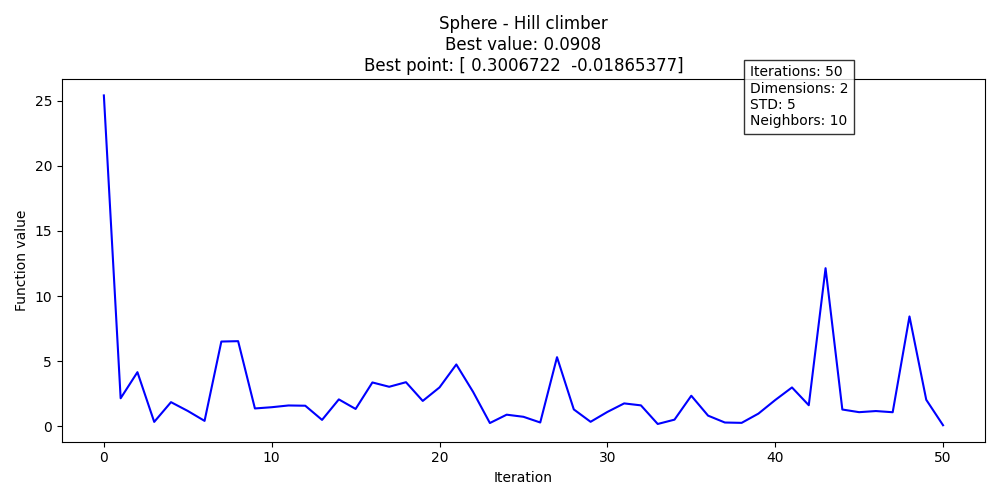 Sphere - Hill climber
Best value: 0.0908
Best point: [ 0.3006722  -0.01865377]
Iterations: 50
Dimensions: 2
STD: 5
Neighbors: 10
Function value
25
20
15
10
5
0
0 10 20 30 40 50
Iteration